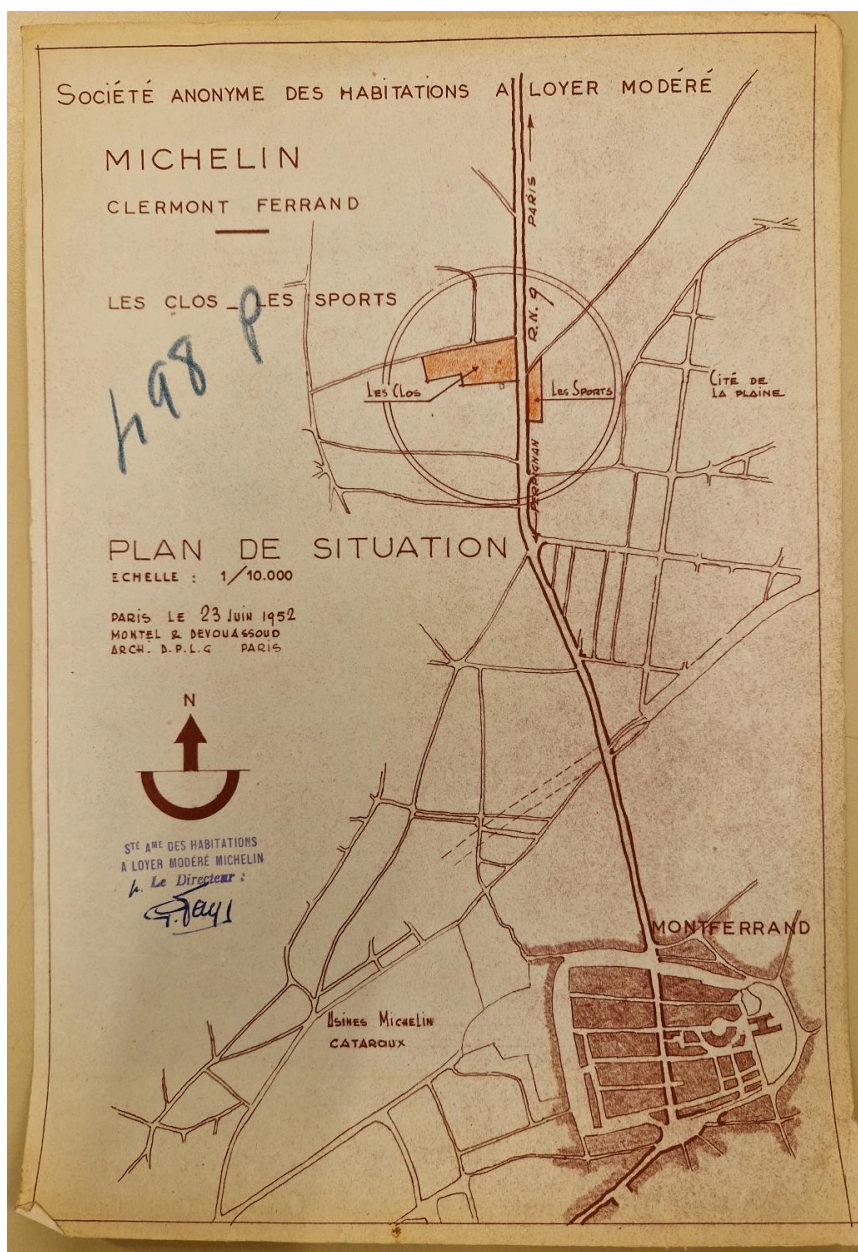 SOCIÉTÉ ANONYME DES HABITATIONS A LOYER MODÉRÉ
MICHELIN
CLERMONT FERRAND
LES CLOS _ LES SPORTS
498 P
PARIS
R.N. 9
PERPIGNAN
LES CLOS
LES SPORTS
CITÉ DE
LA PLAINE
PLAN DE SITUATION
ECHELLE : 1/10.000
PARIS LE 23 JUIN 1952
MONTEL & DEVOUASSOUD
ARCH. D.P.L.G PARIS
N
STÉ AME DES HABITATIONS
A LOYER MODÉRÉ MICHELIN
p. Le Directeur :
MONTFERRAND
USINES MICHELIN
CATAROUX